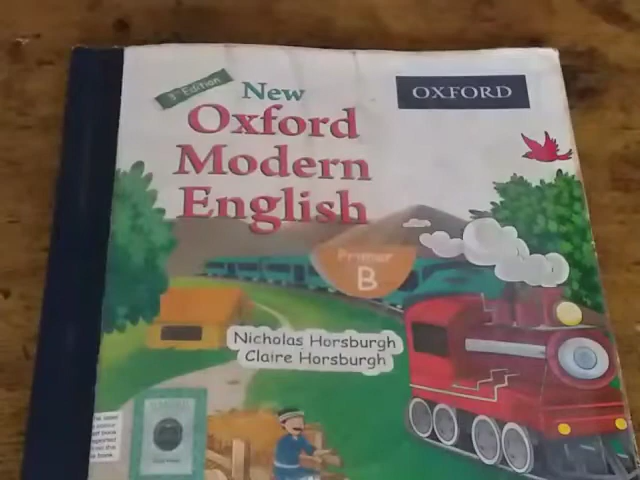 3rd Edition
New
Oxford
Modern
English
OXFORD
Primer
B
Nicholas Horsburgh
Claire Horsburgh